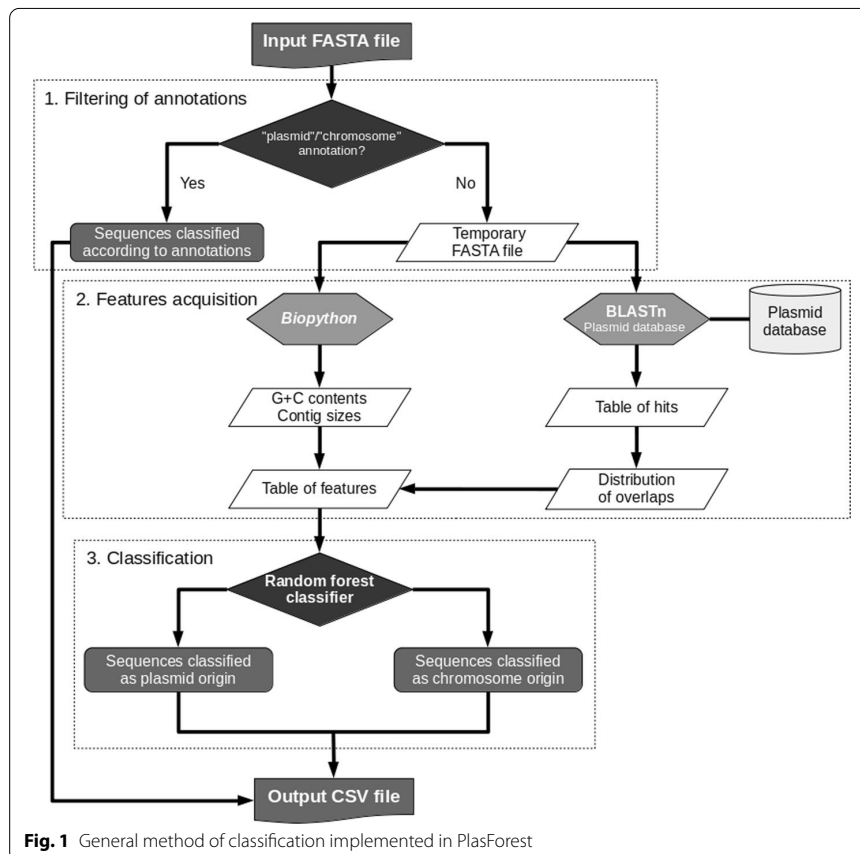 Input FASTA file
1. Filtering of annotations
"plasmid"/"chromosome"
annotation?
Yes
No
Sequences classified
according to annotations
Temporary
FASTA file
2. Features acquisition
Biopython
BLASTn
Plasmid database
Plasmid
database
G+C contents
Contig sizes
Table of hits
Table of features
Distribution
of overlaps
3. Classification
Random forest
classifier
Sequences classified
as plasmid origin
Sequences classified
as chromosome origin
Output CSV file
Fig. 1 General method of classification implemented in PlasForest